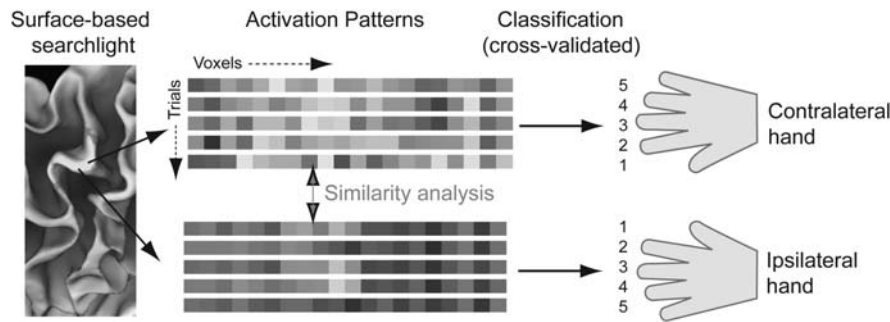 Surface-based
searchlight
Activation Patterns
Classification
(cross-validated)
Voxels
Trials
5
4
3
2
1
Contralateral
hand
Similarity analysis
1
2
3
4
5
Ipsilateral
hand